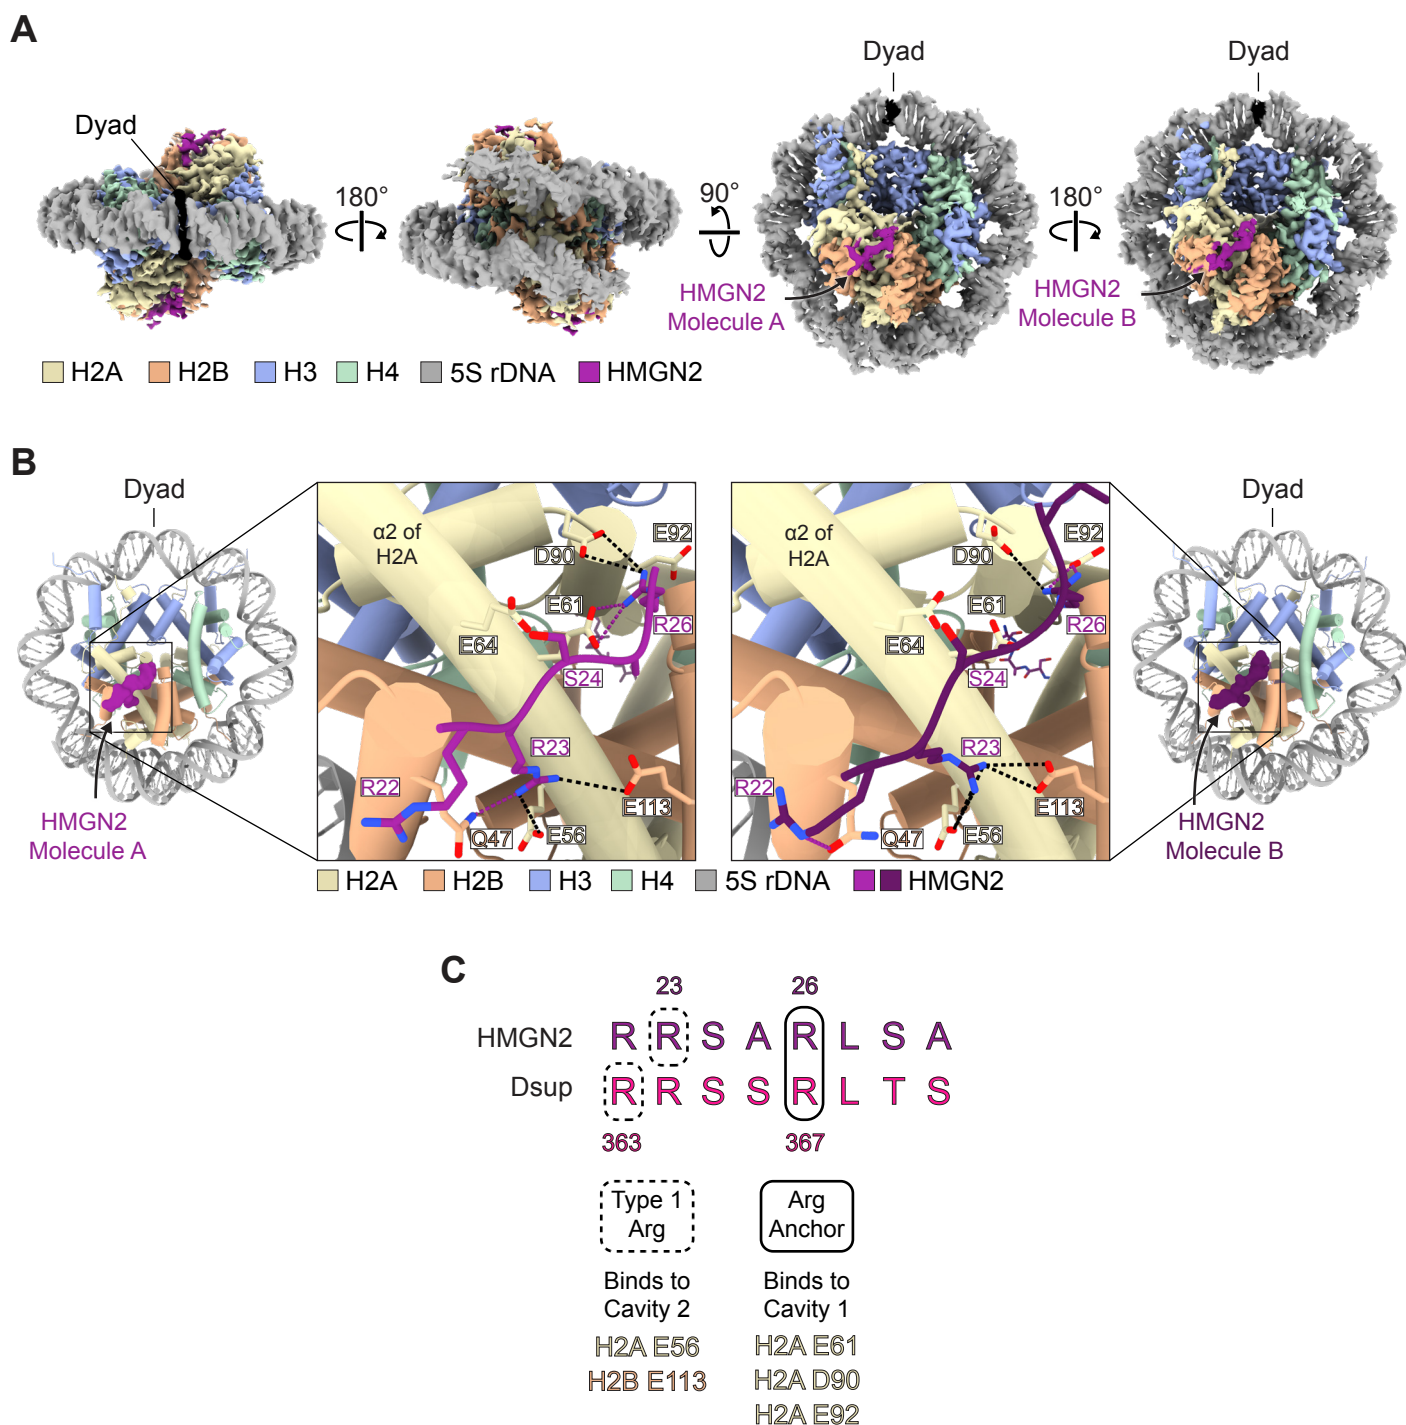 A
Dyad
180°
90°
Dyad
180°
Dyad
HMGN2
Molecule A
HMGN2
Molecule B
H2A
H2B
H3
H4
5S rDNA
HMGN2
B
Dyad
HMGN2
Molecule A
α2 of
H2A
D90
E92
E61
E64
R26
S24
R23
R22
E113
Q47
E56
α2 of
H2A
D90
E92
E61
E64
R26
S24
R23
R22
E113
Q47
E56
Dyad
HMGN2
Molecule B
H2A
H2B
H3
H4
5S rDNA
HMGN2
C
23 26
HMGN2 R R S A R L S A
Dsup R R S S R L T S
363 367
Type 1
Arg
Arg
Anchor
Binds to
Cavity 2
H2A E56
H2B E113
Binds to
Cavity 1
H2A E61
H2A D90
H2A E92